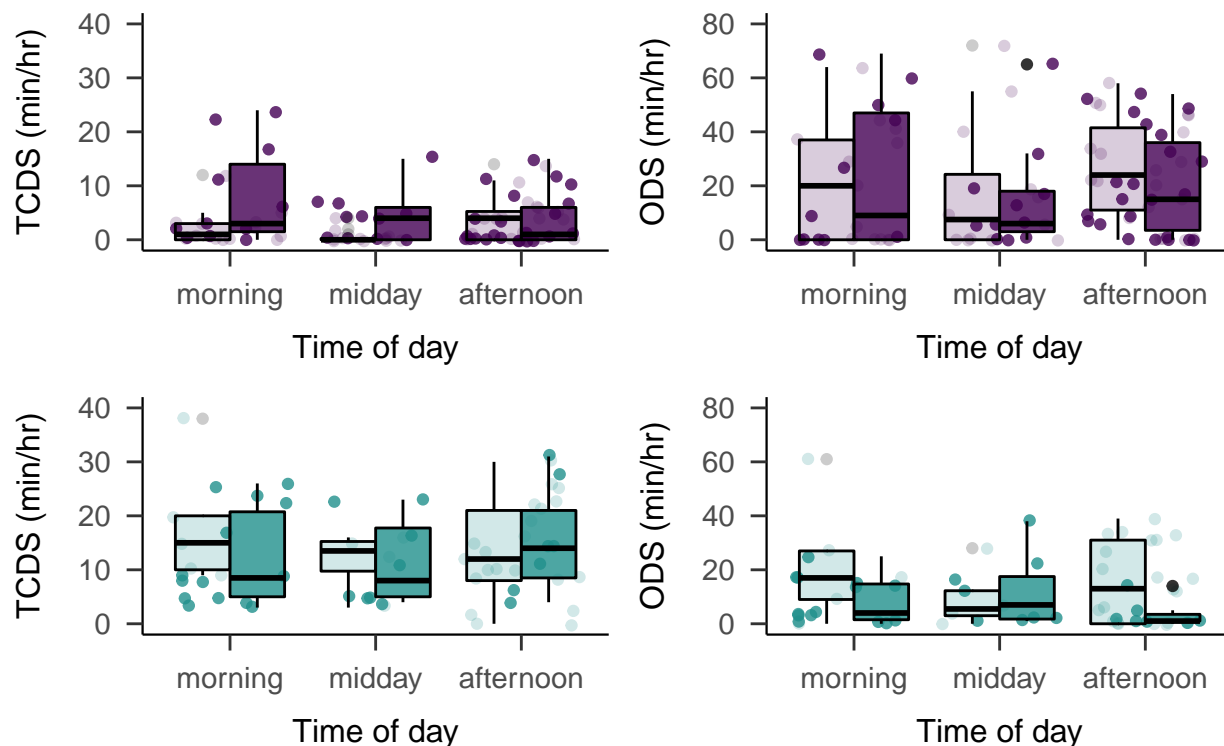 TCDS (min/hr)
40
30
20
10
0
morning midday afternoon
Time of day
ODS (min/hr)
80
60
40
20
0
morning midday afternoon
Time of day
TCDS (min/hr)
40
30
20
10
0
morning midday afternoon
Time of day
ODS (min/hr)
80
60
40
20
0
morning midday afternoon
Time of day